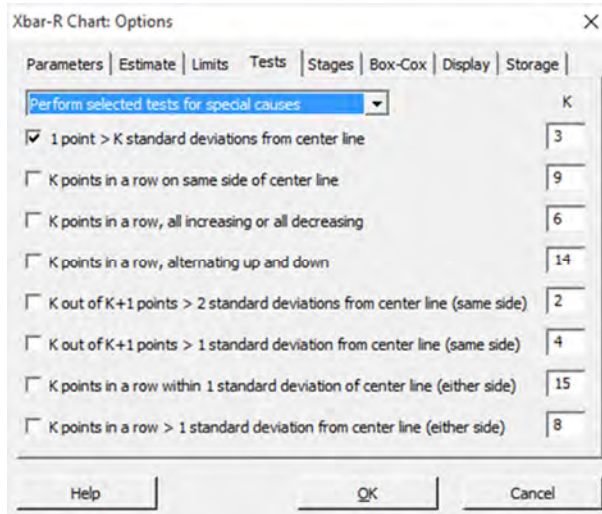 Xbar-R Chart: Options
Parameters Estimate Limits Tests Stages Box-Cox Display Storage
Perform selected tests for special causes K
1 point > K standard deviations from center line 3
K points in a row on same side of center line 9
K points in a row, all increasing or all decreasing 6
K points in a row, alternating up and down 14
K out of K+1 points > 2 standard deviations from center line (same side) 2
K out of K+1 points > 1 standard deviation from center line (same side) 4
K points in a row within 1 standard deviation of center line (either side) 15
K points in a row > 1 standard deviation from center line (either side) 8
Help OK Cancel